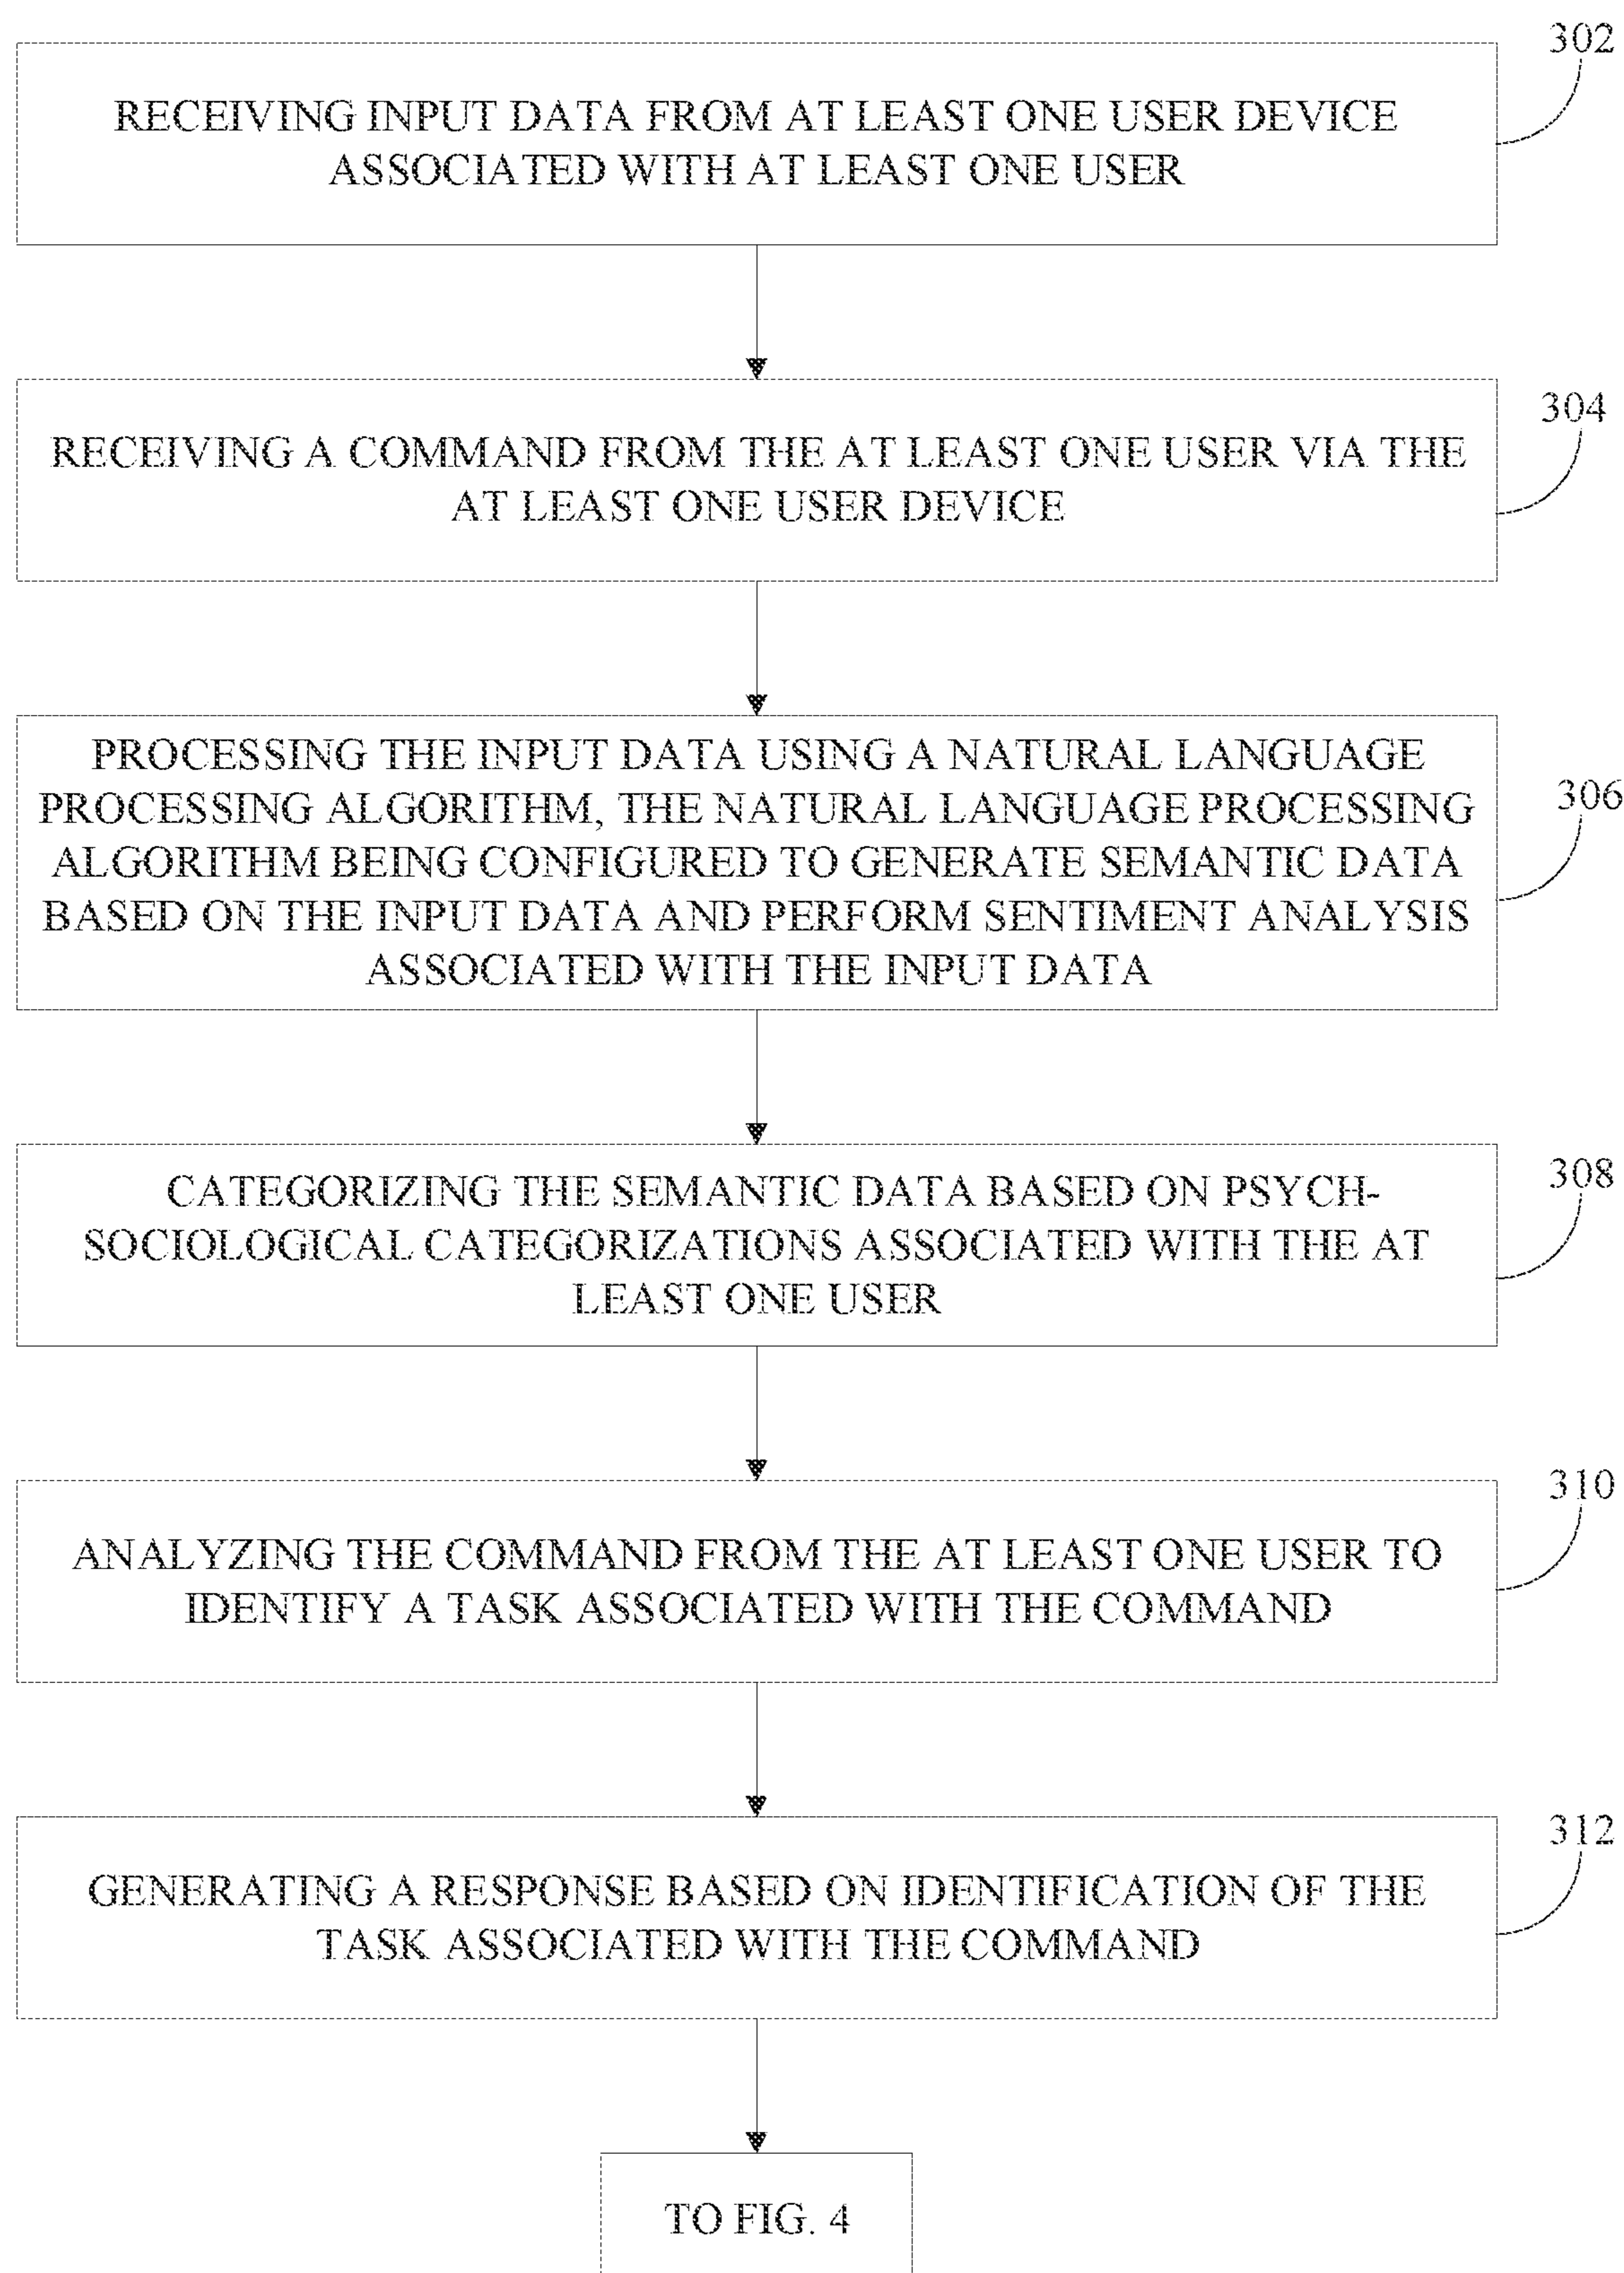 302
RECEIVING INPUT DATA FROM AT LEAST ONE USER DEVICE
ASSOCIATED WITH AT LEAST ONE USER
304
RECEIVING A COMMAND FROM THE AT LEAST ONE USER VIA THE
AT LEAST ONE USER DEVICE
306
PROCESSING THE INPUT DATA USING A NATURAL LANGUAGE
PROCESSING ALGORITHM, THE NATURAL LANGUAGE PROCESSING
ALGORITHM BEING CONFIGURED TO GENERATE SEMANTIC DATA
BASED ON THE INPUT DATA AND PERFORM SENTIMENT ANALYSIS
ASSOCIATED WITH THE INPUT DATA
308
CATEGORIZING THE SEMANTIC DATA BASED ON PSYCH-
SOCIOLOGICAL CATEGORIZATIONS ASSOCIATED WITH THE AT
LEAST ONE USER
310
ANALYZING THE COMMAND FROM THE AT LEAST ONE USER TO
IDENTIFY A TASK ASSOCIATED WITH THE COMMAND
312
GENERATING A RESPONSE BASED ON IDENTIFICATION OF THE
TASK ASSOCIATED WITH THE COMMAND
TO FIG. 4